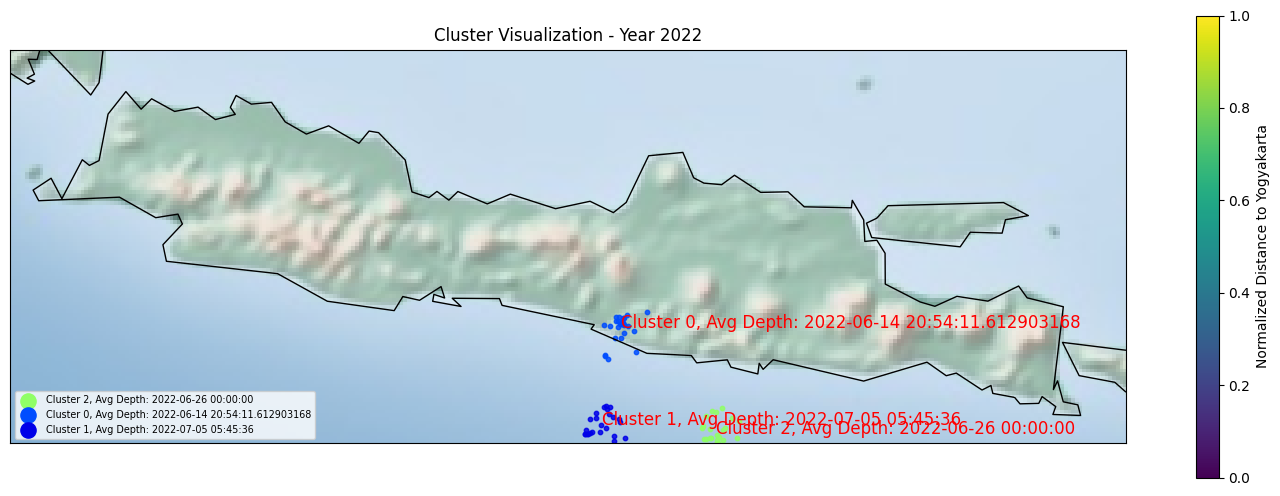 Cluster Visualization - Year 2022
Cluster 0, Avg Depth: 2022-06-14 20:54:11.612903168
Cluster 1, Avg Depth: 2022-07-05 05:45:36
Cluster 2, Avg Depth: 2022-06-26 00:00:00
Cluster 2, Avg Depth: 2022-06-26 00:00:00
Cluster 0, Avg Depth: 2022-06-14 20:54:11.612903168
Cluster 1, Avg Depth: 2022-07-05 05:45:36
1.0
0.8
0.6
0.4
0.2
0.0
Normalized Distance to Yogyakarta